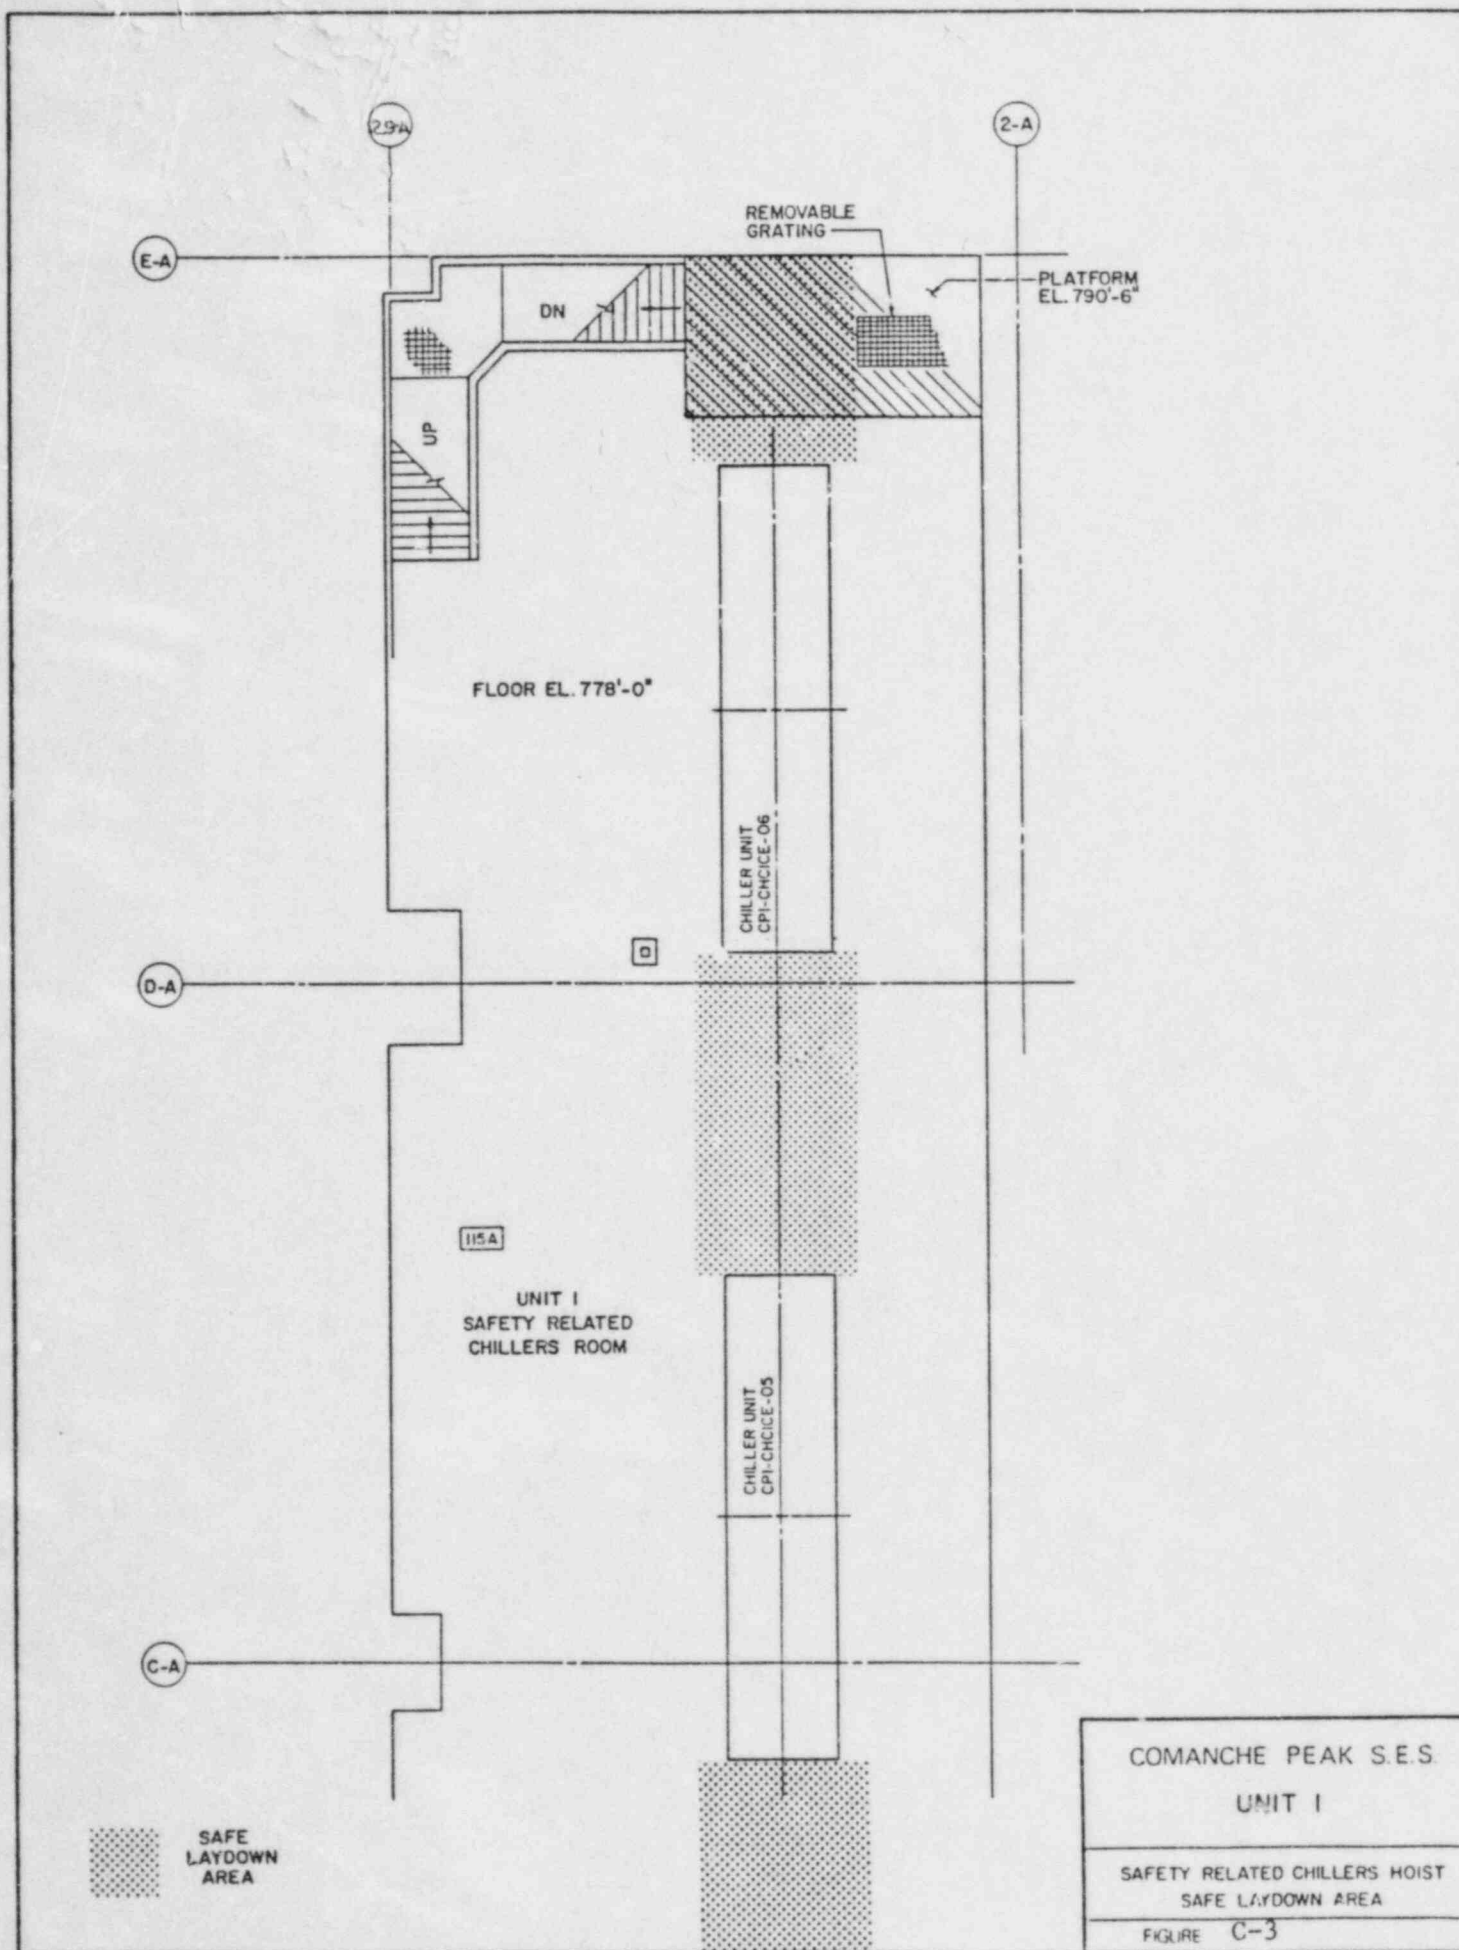 2.9-A
2-A
REMOVABLE
GRATING
E-A
PLATFORM
EL. 790'-6"
DN
UP
FLOOR EL. 778'-0"
CHILLER UNIT
CPI-CHCICE-06
D-A
115A
UNIT I
SAFETY RELATED
CHILLERS ROOM
CHILLER UNIT
CPI-CHCICE-05
C-A
SAFE
LAYDOWN
AREA
COMANCHE PEAK S.E.S.
UNIT I
SAFETY RELATED CHILLERS HOIST
SAFE LAYDOWN AREA
FIGURE C-3